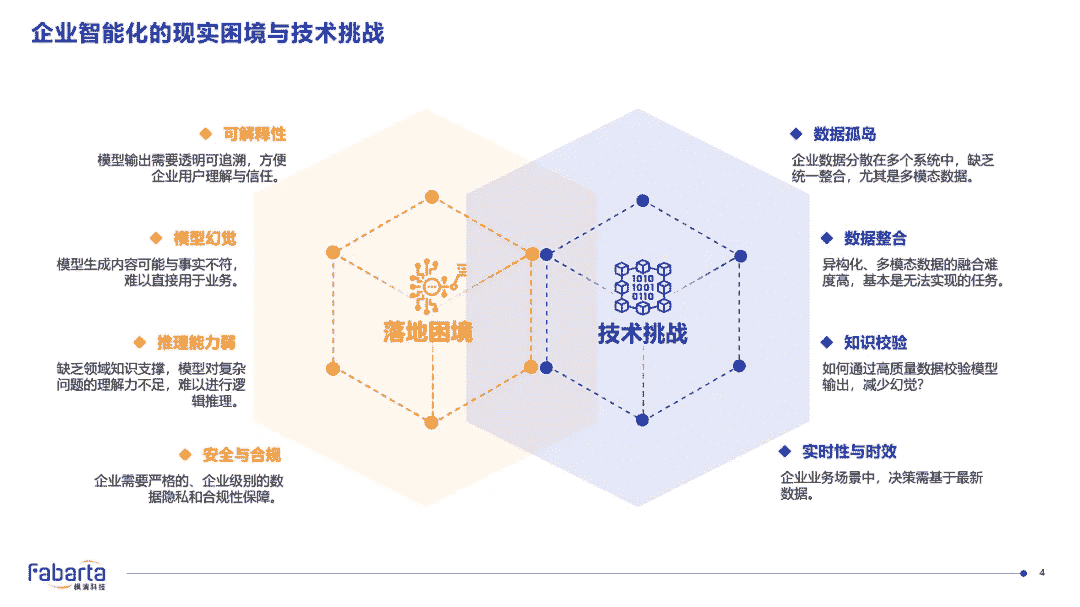 企业智能化的现实困境与技术挑战
可解释性
模型输出需要透明可追溯，方便
企业用户理解与信任。
模型幻觉
模型生成内容可能与事实不符，
难以直接用于业务。
推理能力弱
缺乏领域知识支撑，模型对复杂
问题的理解力不足，难以进行逻
辑推理。
安全与合规
企业需要严格的、企业级别的数
据隐私和合规性保障。
落地困境
1010
1001
0110
技术挑战
数据孤岛
企业数据分散在多个系统中，缺乏
统一整合，尤其是多模态数据。
数据整合
异构化、多模态数据的融合难
度高，基本是无法实现的任务。
知识校验
如何通过高质量数据校验模型
输出，减少幻觉？
实时性与时效
企业业务场景中，决策需基于最新
数据。
Fabarta
枫清科技
4